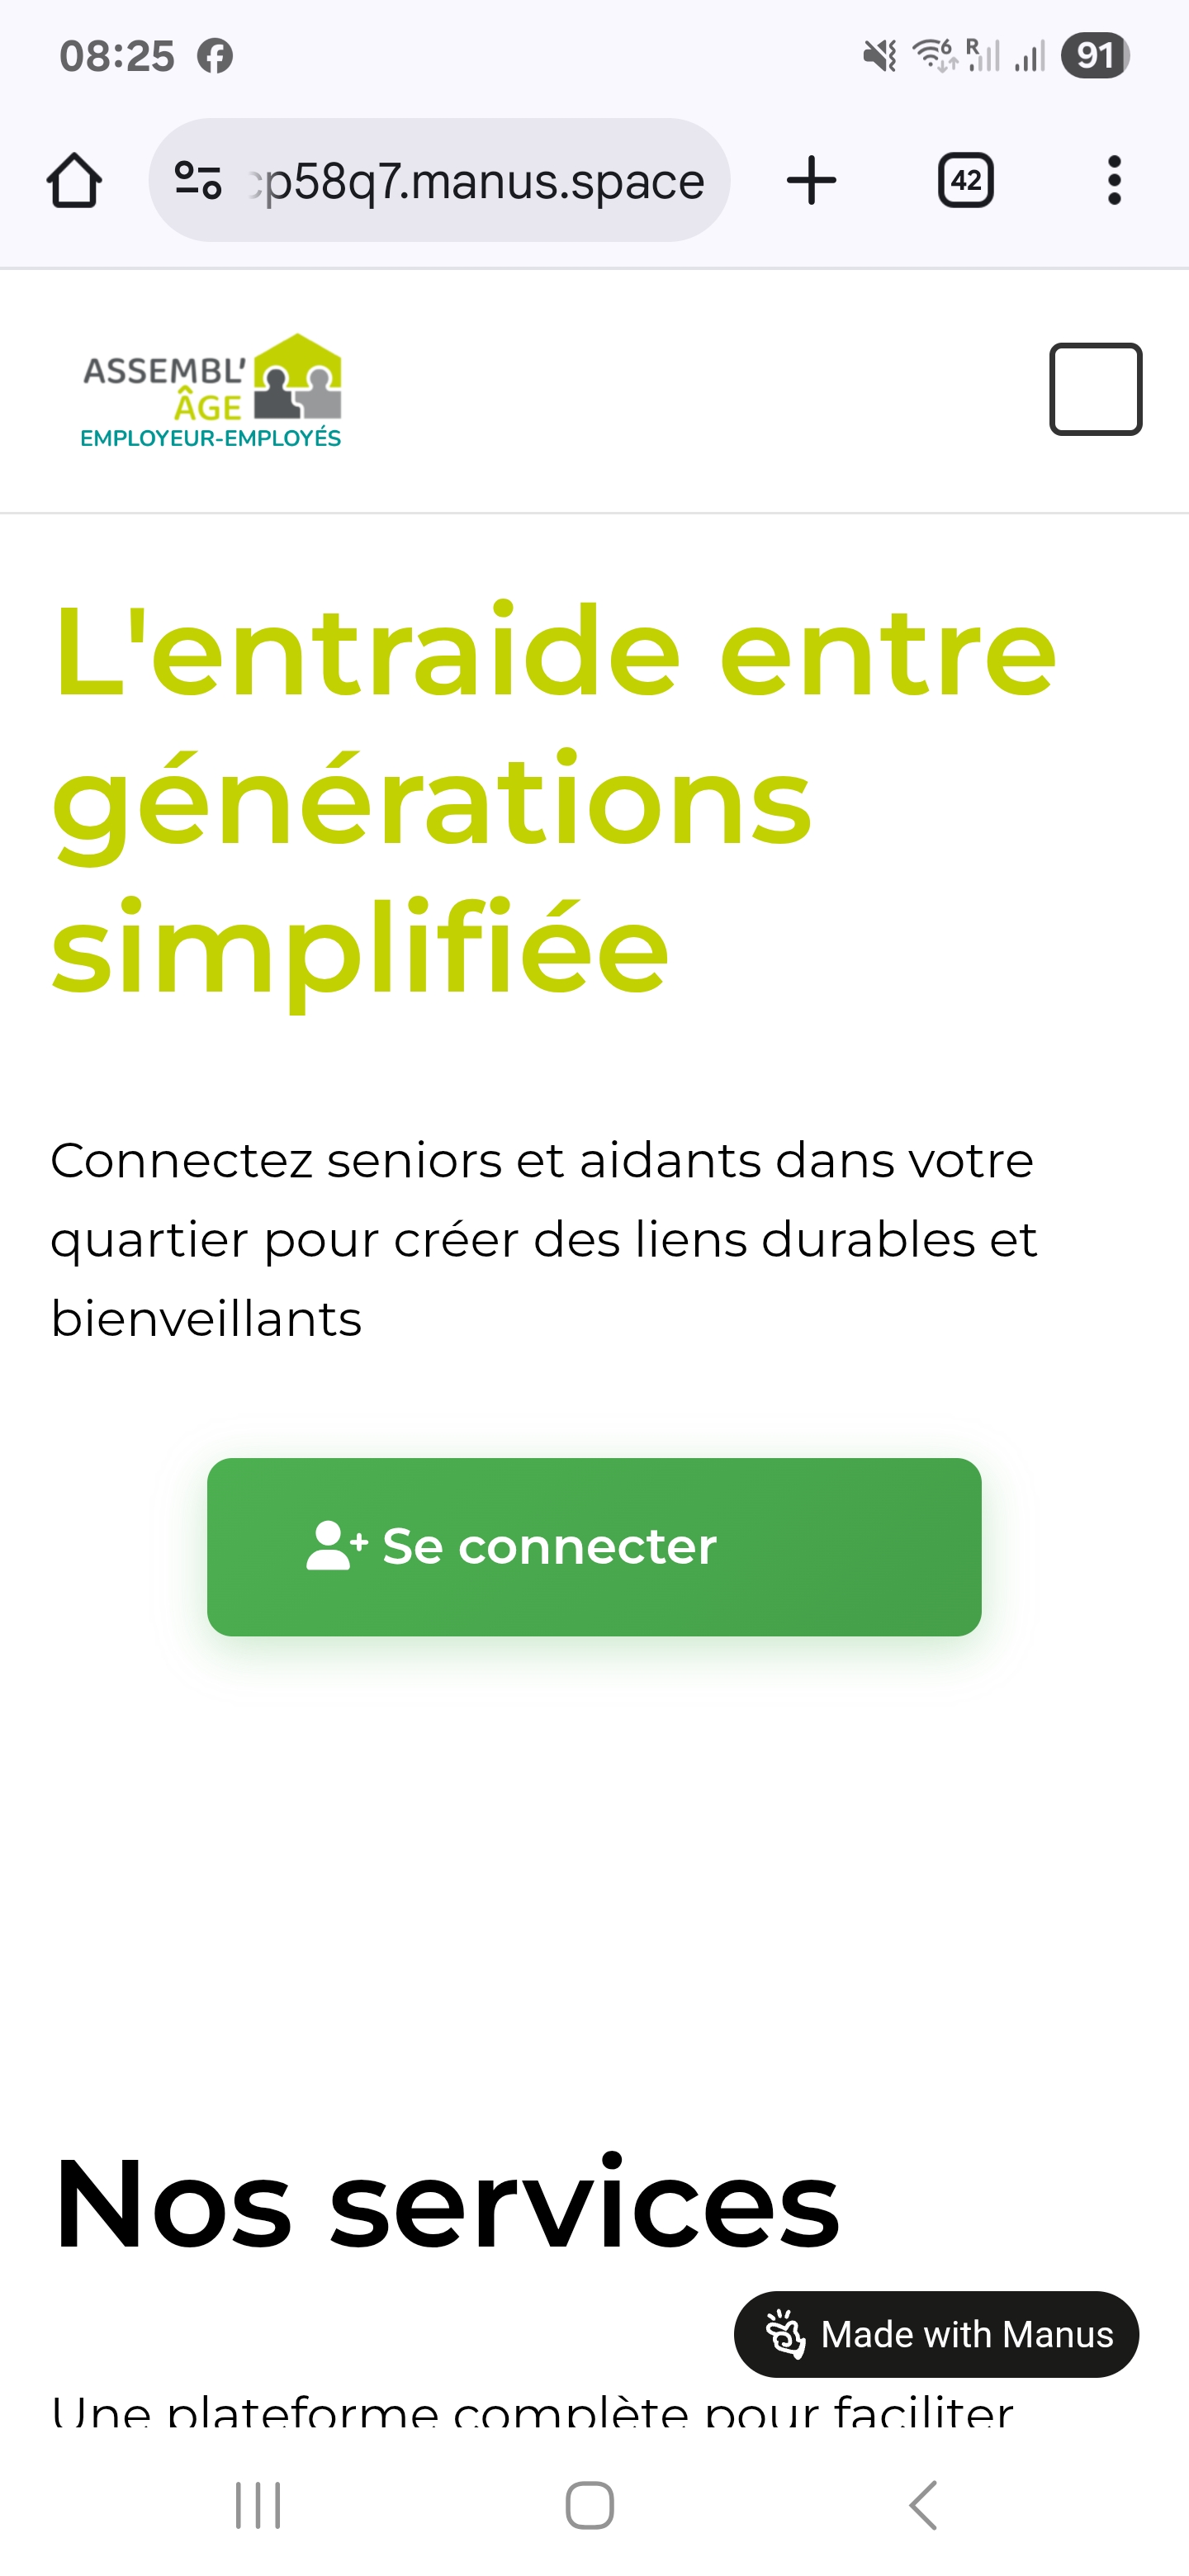 08:25
R
6
91
cp58q7.manus.space
42
ASSEMBL'
ÂGE
EMPLOYEUR-EMPLOYÉS
L'entraide entre
générations
simplifiée
Connectez seniors et aidants dans votre
quartier pour créer des liens durables et
bienveillants
Se connecter
Nos services
Made with Manus
Une plateforme complète pour faciliter